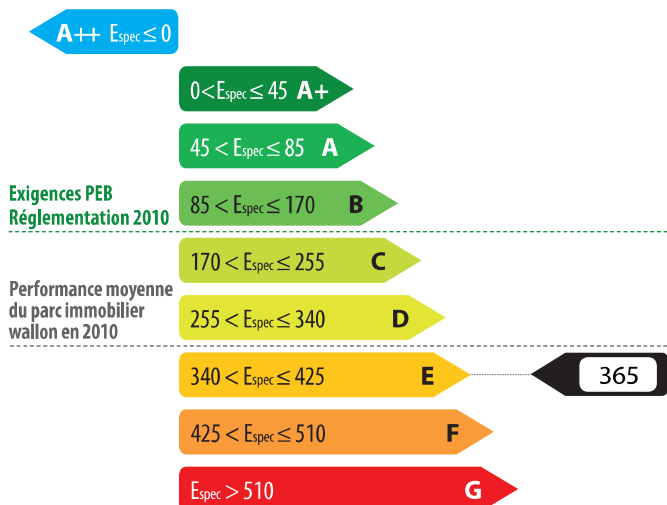 A++ Espec ≤ 0
0 < Espec ≤ 45 A+
45 < Espec ≤ 85 A
Exigences PEB
Réglementation 2010
85 < Espec ≤ 170 B
170 < Espec ≤ 255 C
Performance moyenne
du parc immobilier
wallon en 2010
255 < Espec ≤ 340 D
340 < Espec ≤ 425 E
365
425 < Espec ≤ 510 F
Espec > 510 G